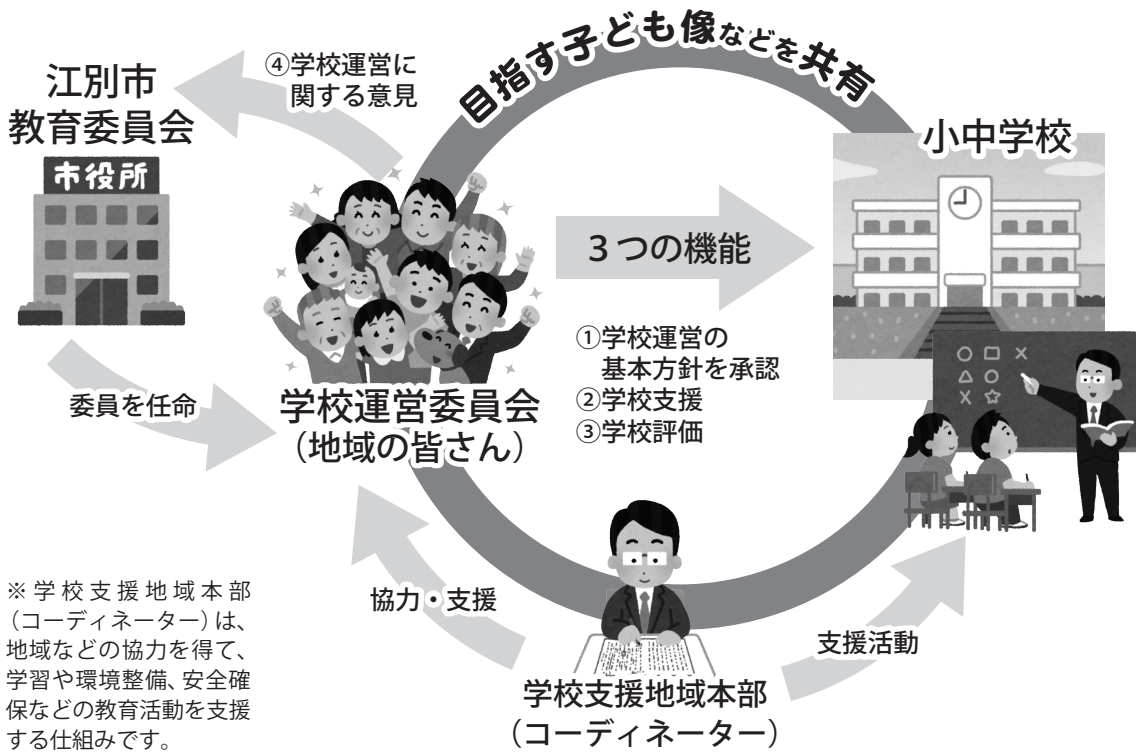 目指す子ども像などを共有
江別市
教育委員会
市役所
④学校運営に
関する意見
小中学校
3つの機能
①学校運営の
基本方針を承認
②学校支援
③学校評価
委員を任命
学校運営委員会
(地域の皆さん)
協力・支援
支援活動
学校支援地域本部
(コーディネーター)
※学校支援地域本部
(コーディネーター)は、
地域などの協力を得て、
学習や環境整備、安全確
保などの教育活動を支援
する仕組みです。